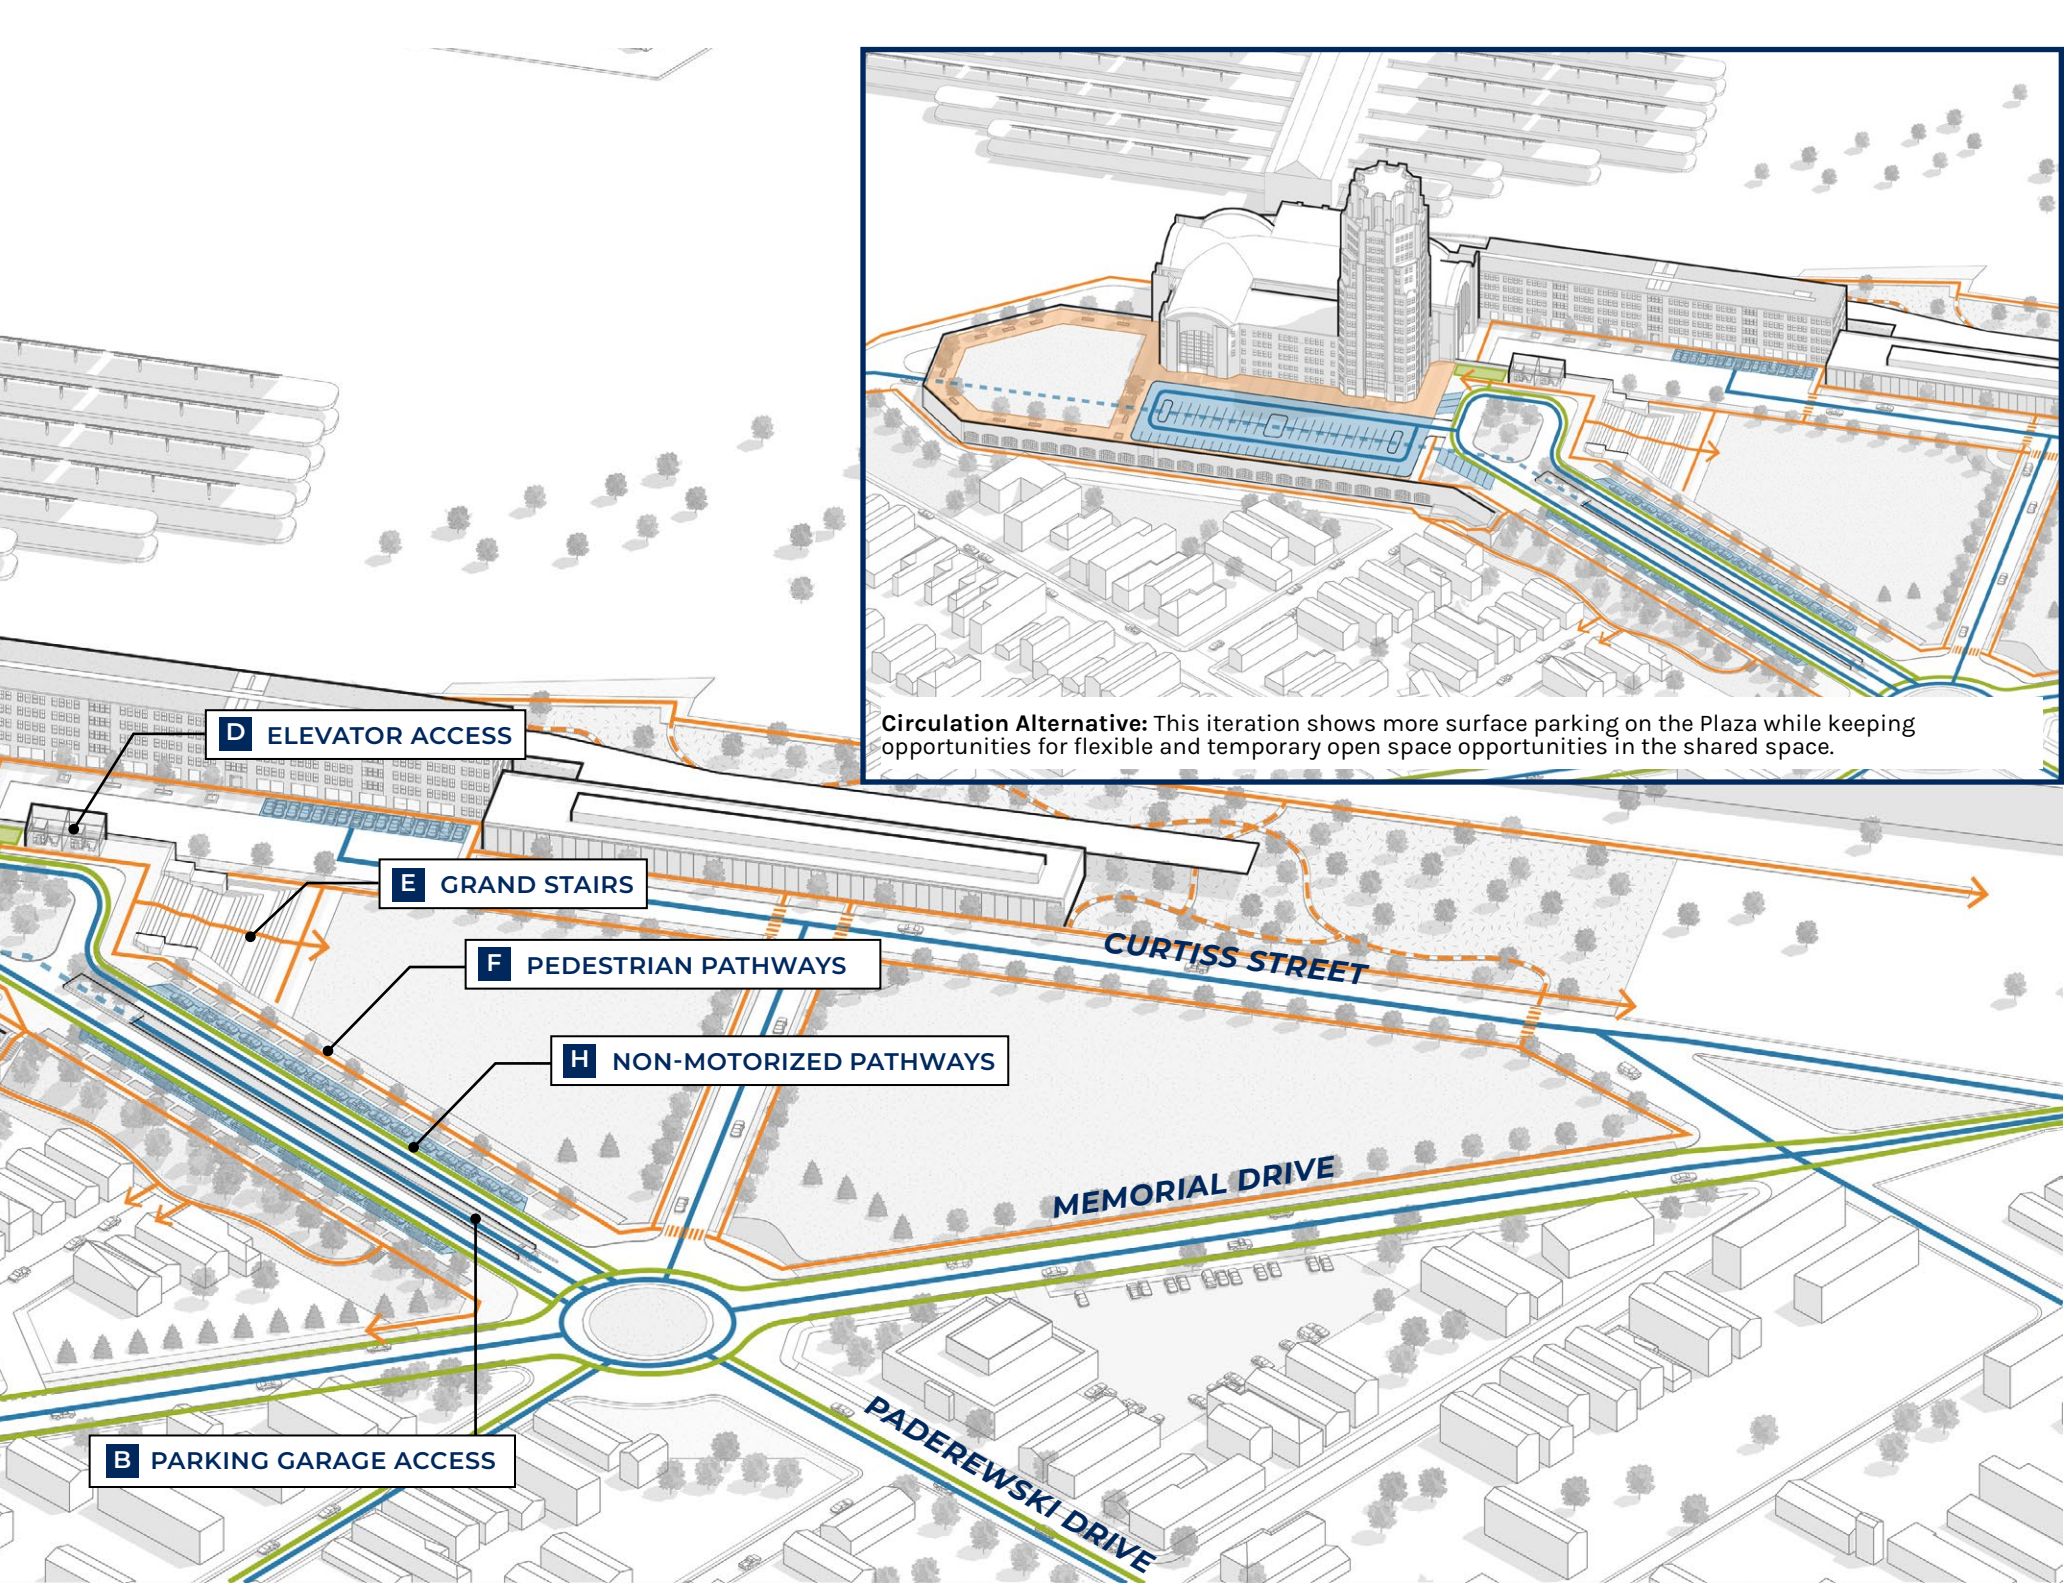 Circulation Alternative: This iteration shows more surface parking on the Plaza while keeping
opportunities for flexible and temporary open space opportunities in the shared space.
D ELEVATOR ACCESS
E GRAND STAIRS
F PEDESTRIAN PATHWAYS
CURTISS STREET
H NON-MOTORIZED PATHWAYS
MEMORIAL DRIVE
PADEREWSKI DRIVE
B PARKING GARAGE ACCESS